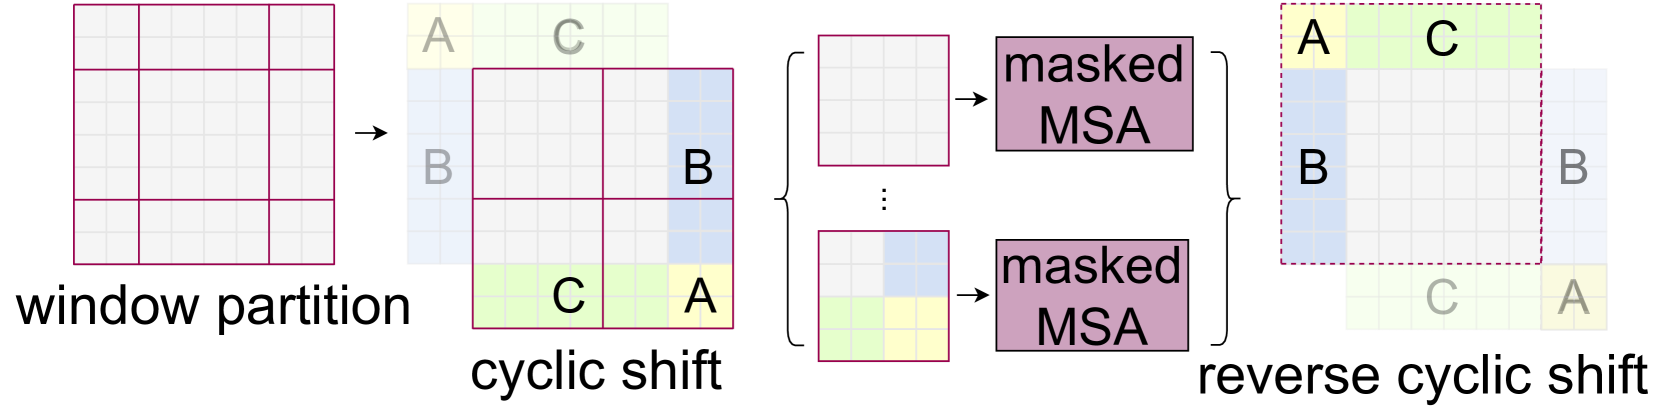 window partition
A
C
B
B
C
A
cyclic shift
masked
MSA
...
masked
MSA
A
C
B
B
C
A
reverse cyclic shift